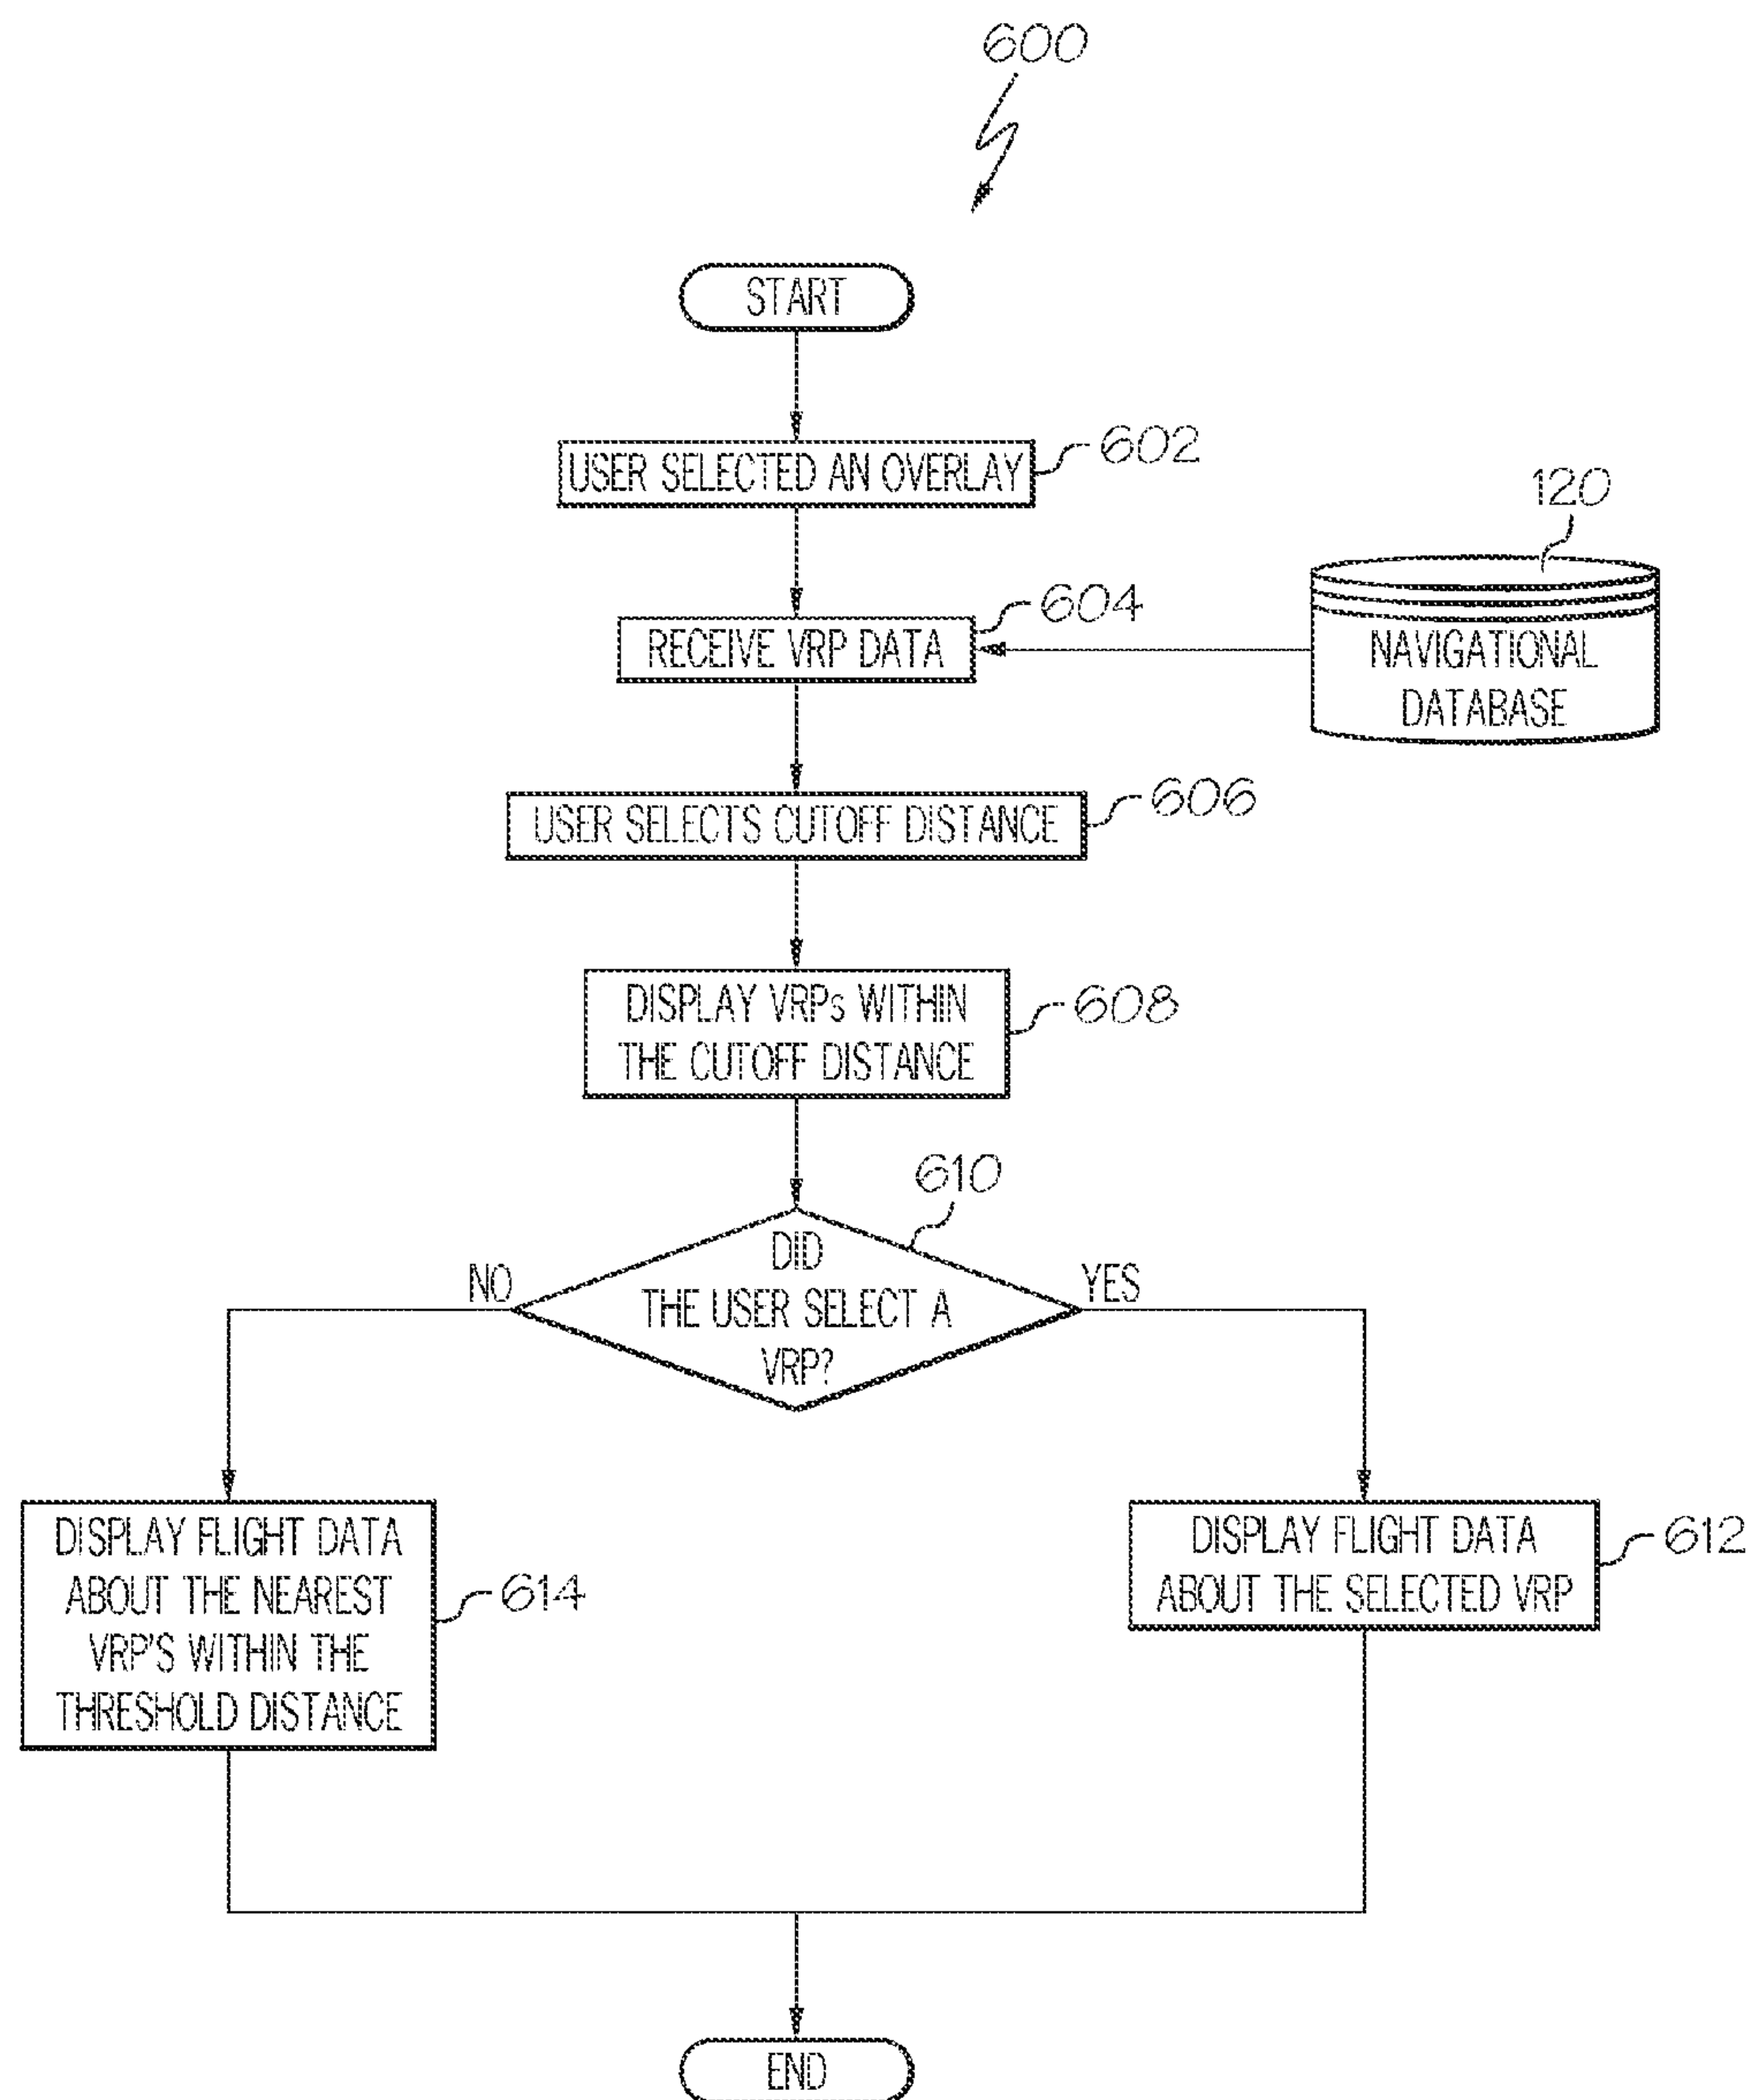 600
START
USER SELECTED AN OVERLAY
602
120
RECEIVE VRP DATA
604
NAVIGATIONAL
DATABASE
USER SELECTS CUTOFF DISTANCE
606
DISPLAY VRPs WITHIN
THE CUTOFF DISTANCE
608
610
DID
THE USER SELECT A
VRP?
NO
YES
DISPLAY FLIGHT DATA
ABOUT THE NEAREST
VRP'S WITHIN THE
THRESHOLD DISTANCE
614
DISPLAY FLIGHT DATA
ABOUT THE SELECTED VRP
612
END